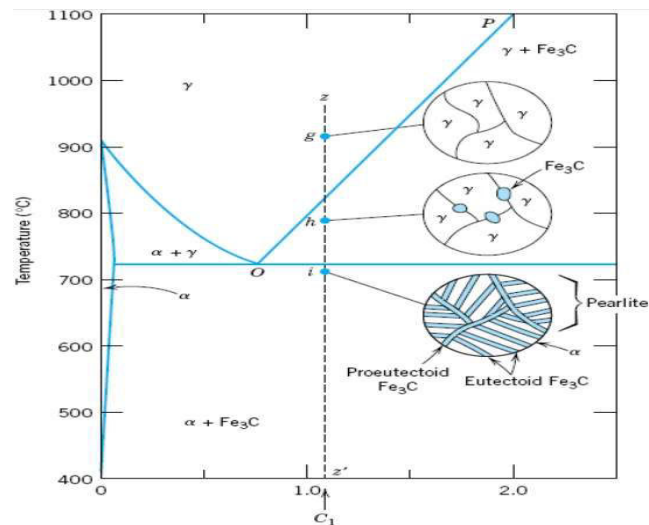 1100
P
γ + Fe₃C
1000
γ
z
γ
γ
γ
γ
g
900
Fe₃C
γ
800
h
γ
γ
γ
α + γ
O
i
700
α
Pearlite
600
α
Proeutectoid
Fe₃C
Eutectoid Fe₃C
500
α + Fe₃C
z'
400
0
1.0
2.0
C₁
Temperature (°C)